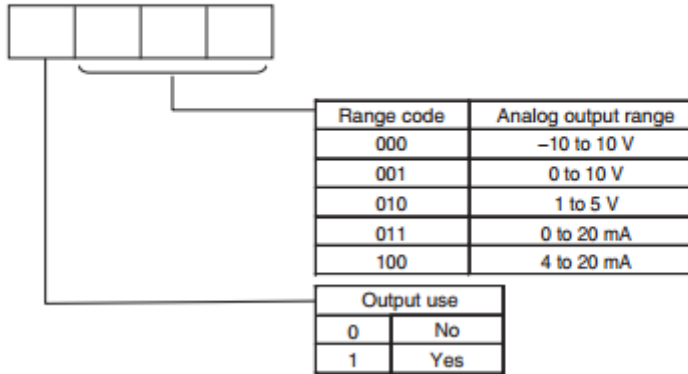 Range code Analog output range
000 –10 to 10 V
001 0 to 10 V
010 1 to 5 V
011 0 to 20 mA
100 4 to 20 mA
Output use
0 No
1 Yes